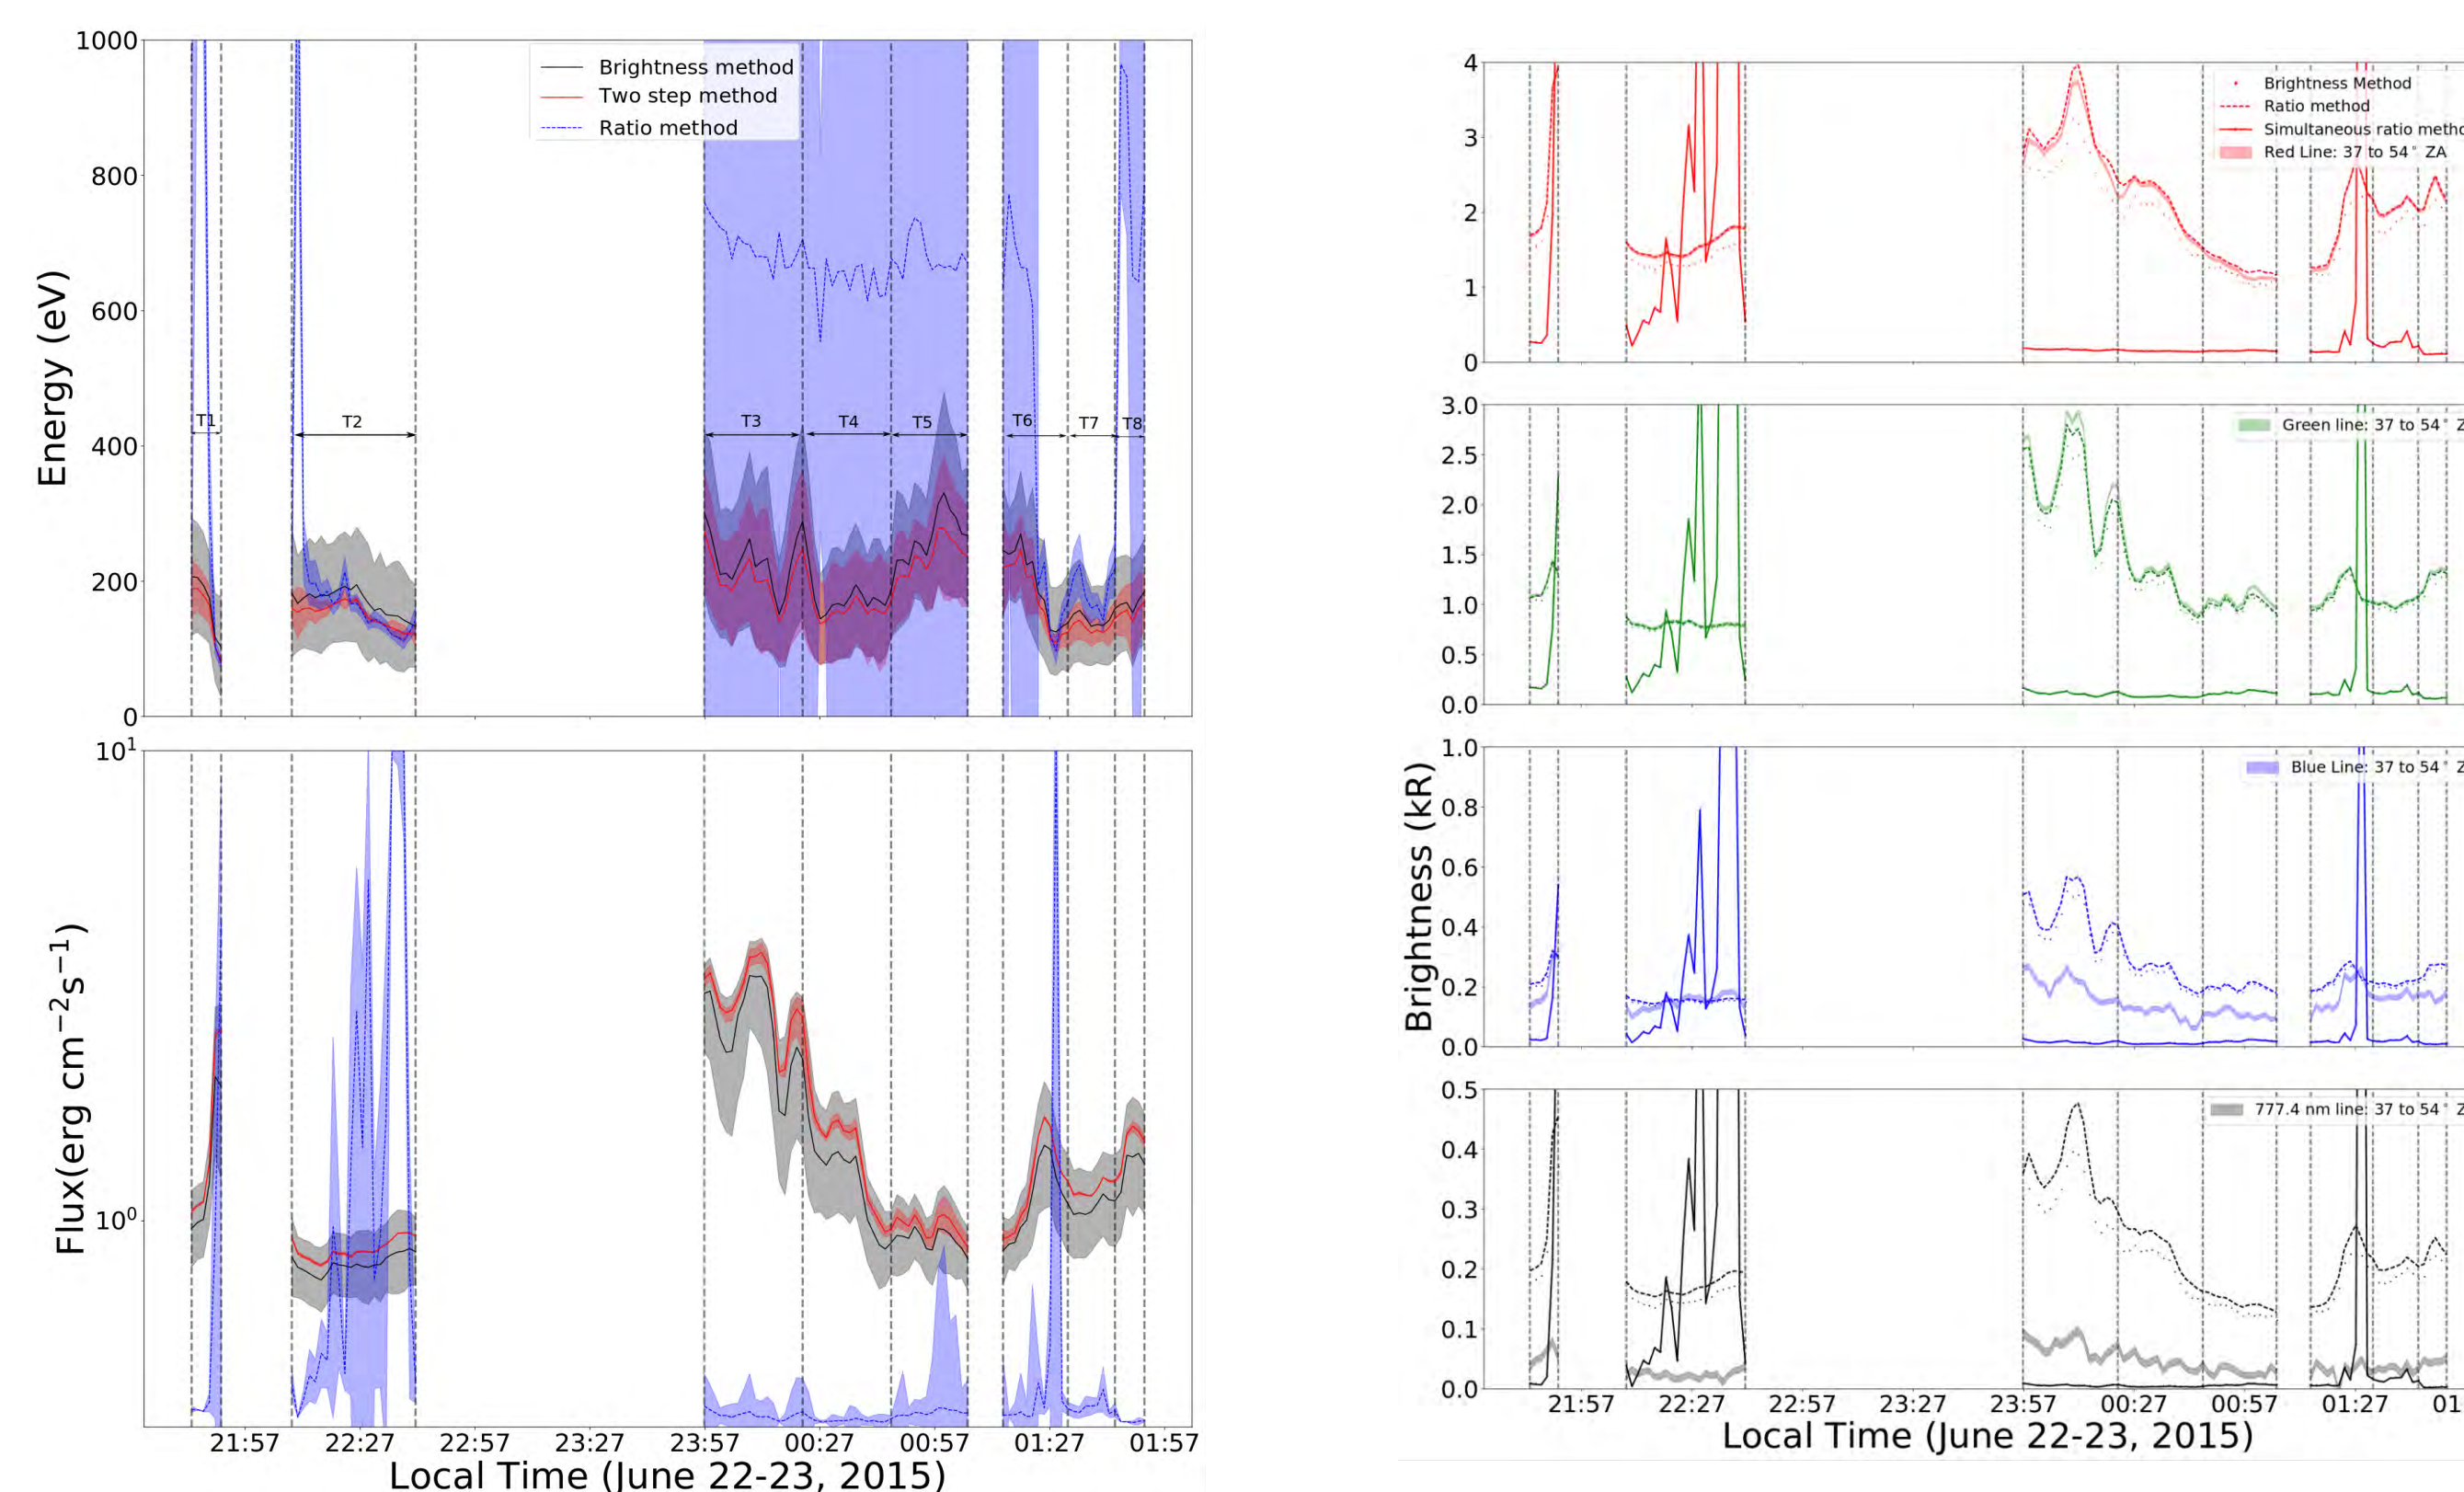 1000
800
600
400
200
0
Energy (eV)
Brightness method
Two step method
Ratio method
T1
T2
T3
T4
T5
T6
T7
T8
10¹
10⁰
Flux(erg cm⁻²s⁻¹)
21:57 22:27 22:57 23:27 23:57 00:27 00:57 01:27 01:57
Local Time (June 22-23, 2015)
4
3
2
1
0
Brightness Method
Ratio method
Simultaneous ratio metho
Red Line: 37 to 54° ZA
3.0
2.5
2.0
1.5
1.0
0.5
0.0
Green line: 37 to 54° Z
1.0
0.8
0.6
0.4
0.2
0.0
Blue Line: 37 to 54° Z
Brightness (kR)
0.5
0.4
0.3
0.2
0.1
0.0
777.4 nm line: 37 to 54° Z
21:57 22:27 22:57 23:27 23:57 00:27 00:57 01:27 01:
Local Time (June 22-23, 2015)